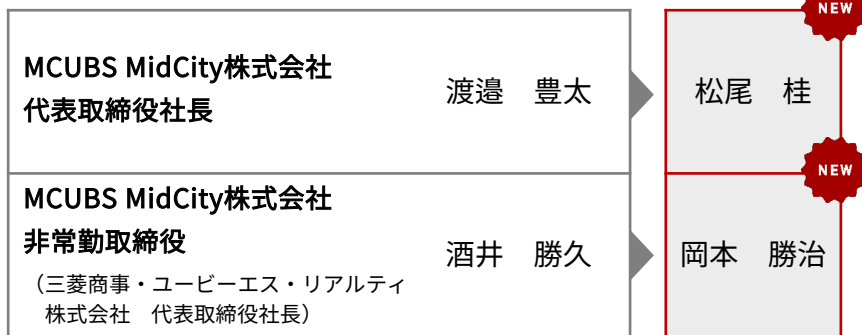 NEW
MCUBS MidCity株式会社
代表取締役社長
渡邉　豊太
松尾　桂
NEW
MCUBS MidCity株式会社
非常勤取締役
（三菱商事・ユービーエス・リアルティ
株式会社　代表取締役社長）
酒井　勝久
岡本　勝治